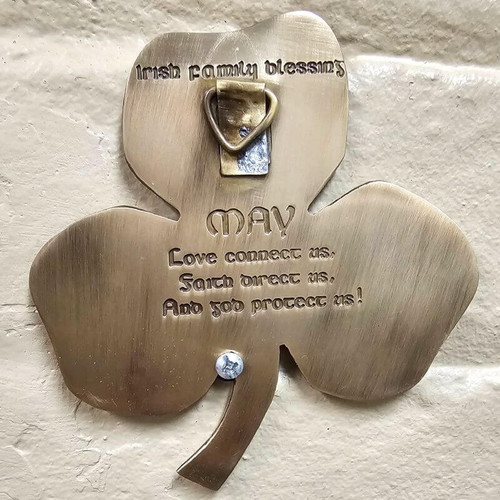 Irish Family blessing
MAY
Love connect us.
Faith direct us.
And god protect us!